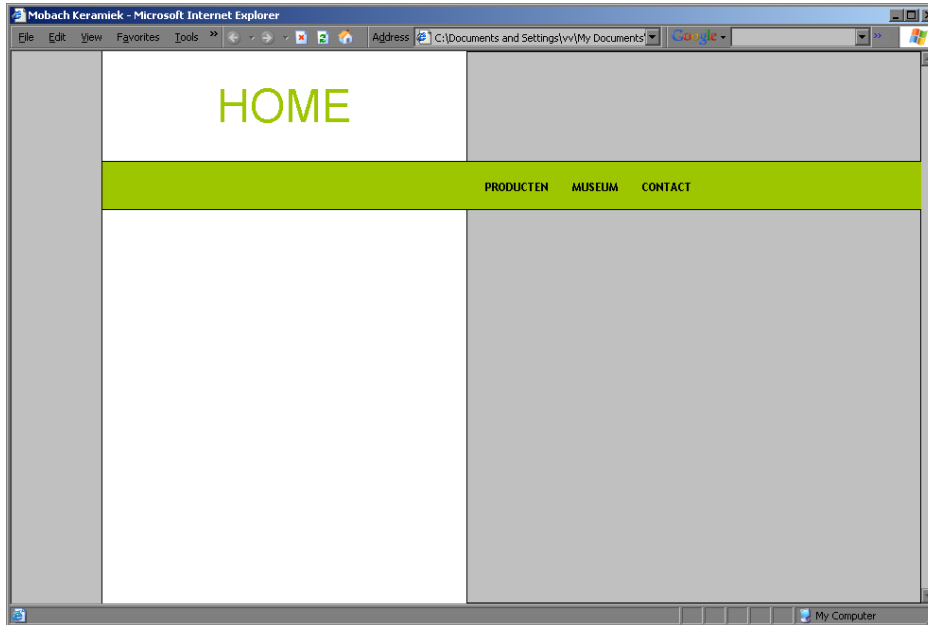 Mobach Keramiek - Microsoft Internet Explorer
File Edit View Favorites Tools » Address C:\Documents and Settings\vv\My Documents\ Google »
HOME
PRODUCTEN MUSEUM CONTACT
My Computer